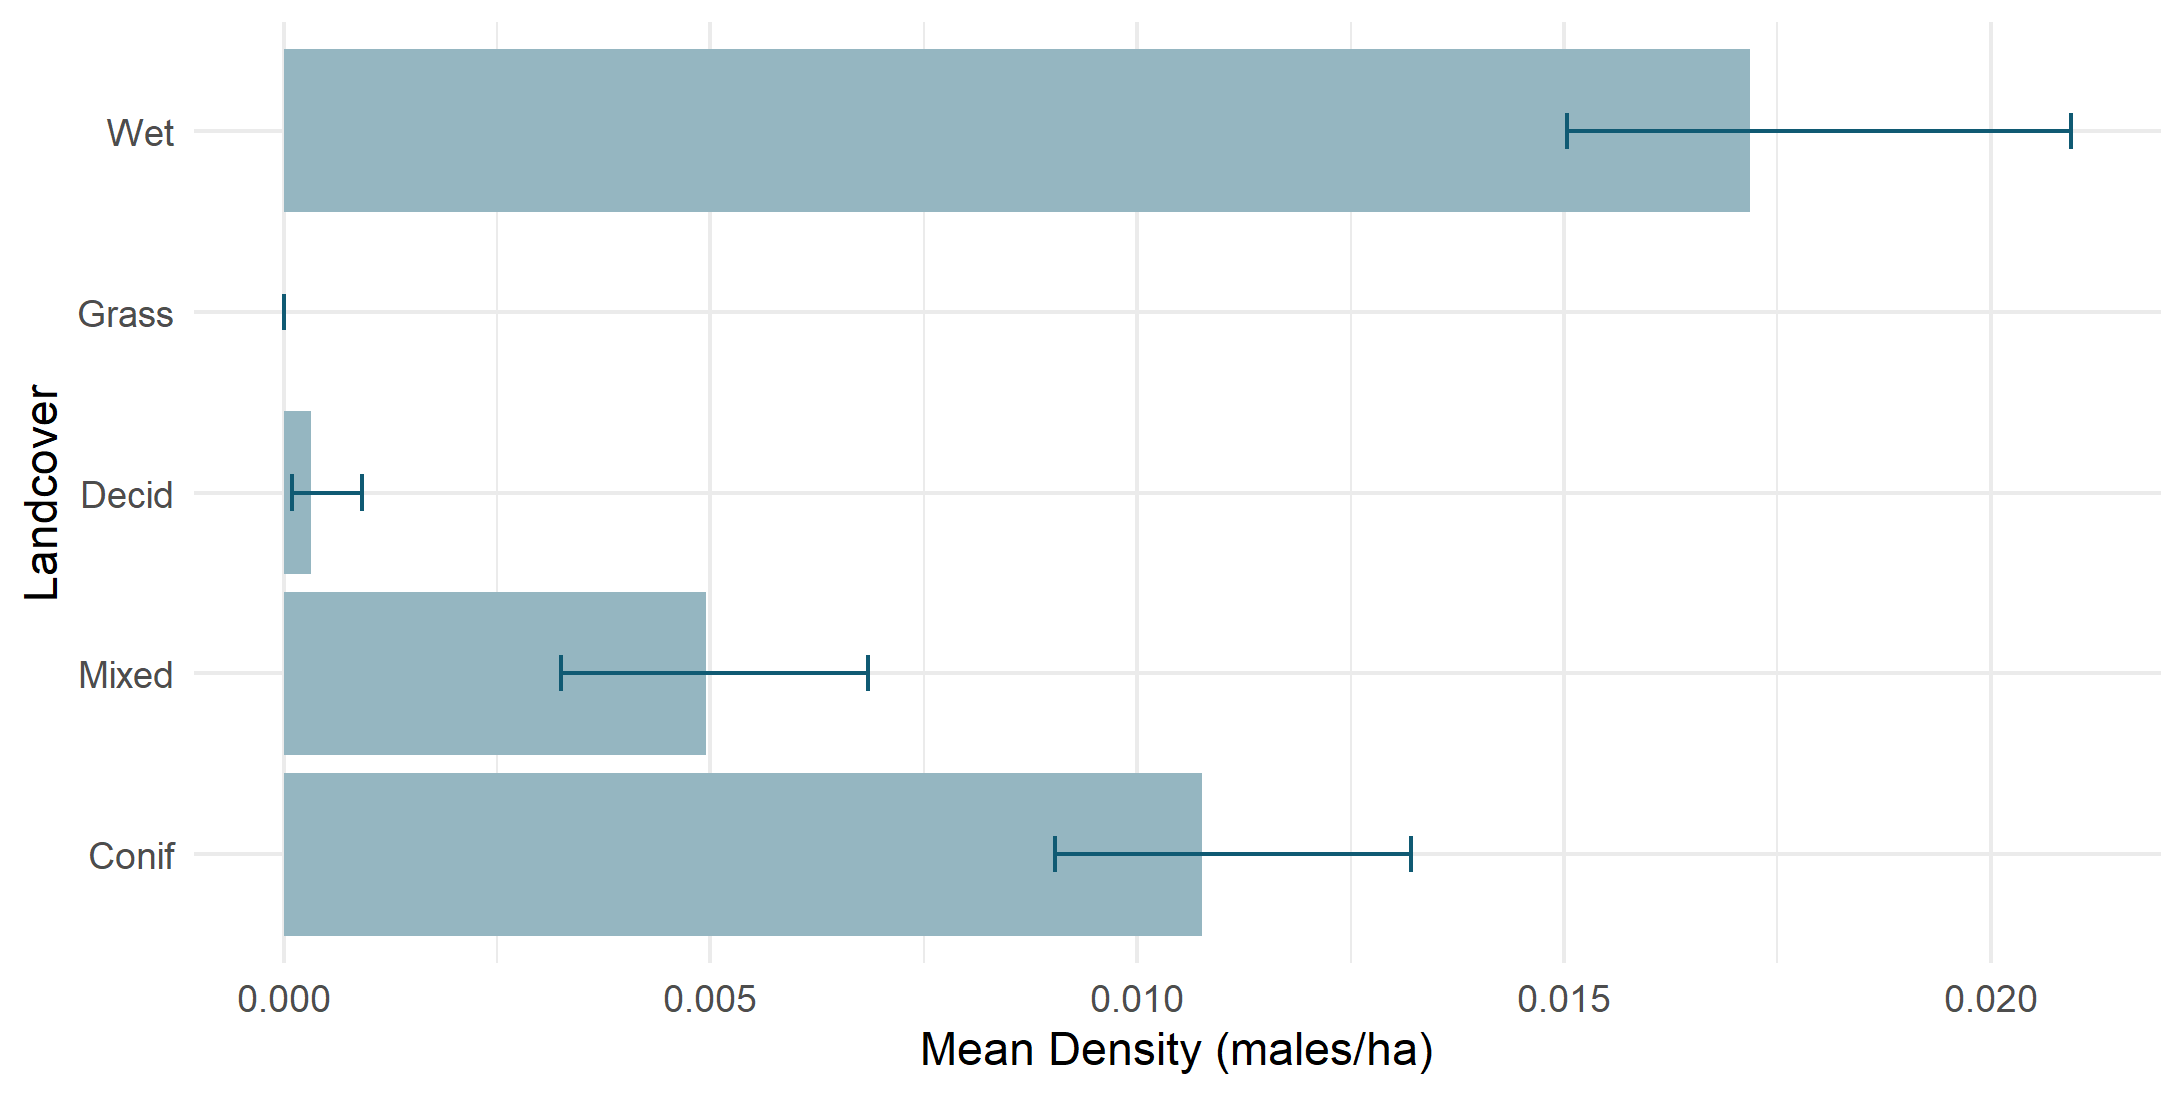 Wet
Grass
Decid
Mixed
Conif
Landcover
0.000 0.005 0.010 0.015 0.020
Mean Density (males/ha)